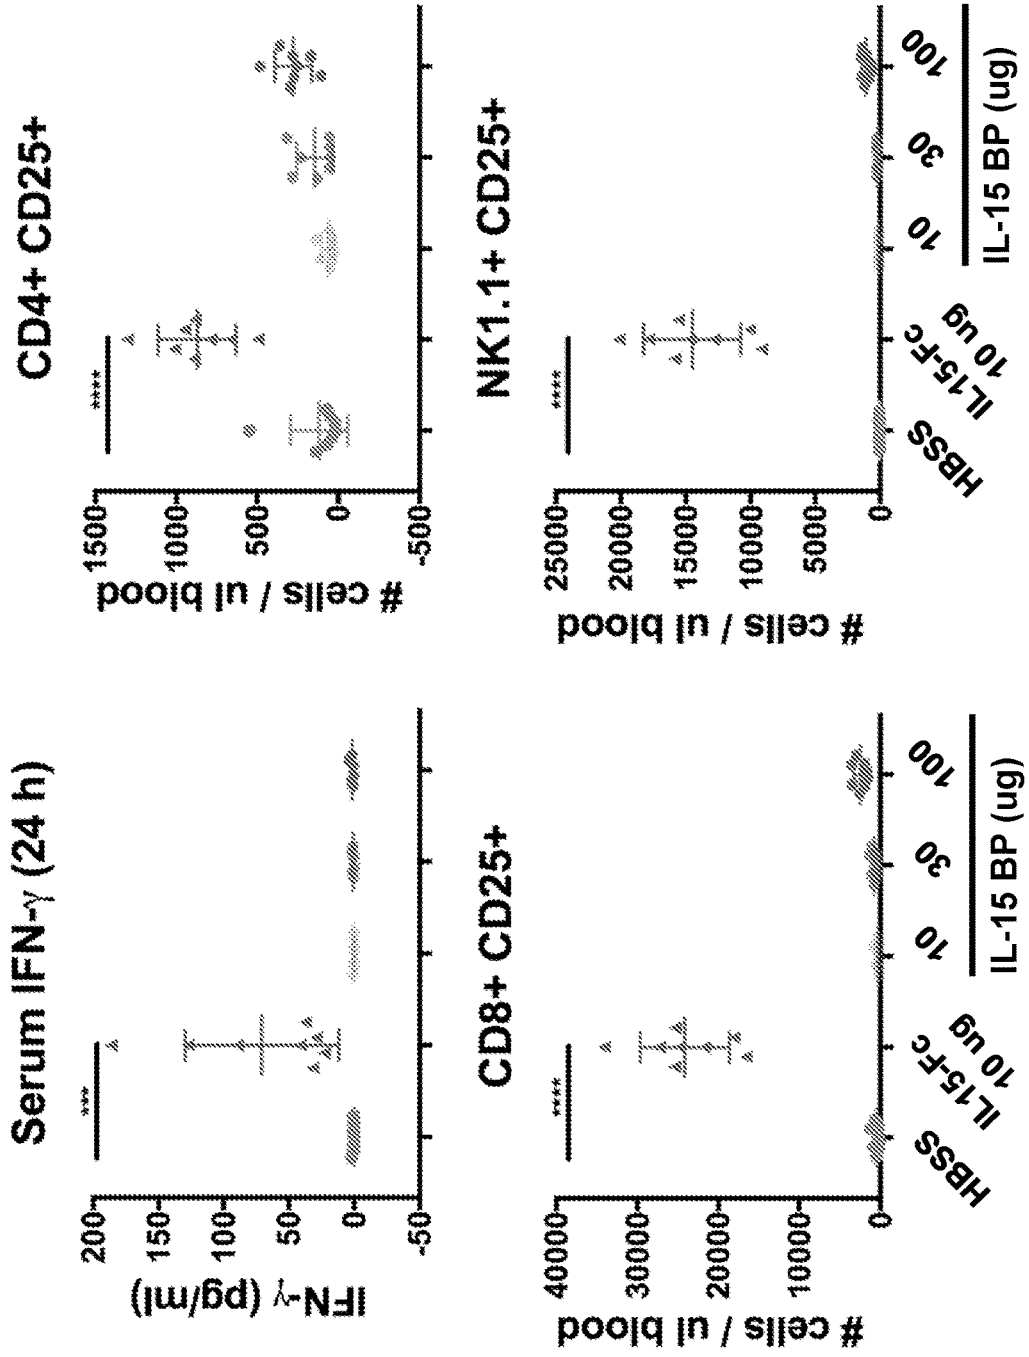 Serum IFN-γ (24 h)
***
200
150
100
50
0
-50
IFN-γ (pg/ml)
CD4+ CD25+
****
1500
1000
500
0
-500
# cells / ul blood
CD8+ CD25+
****
40000
30000
20000
10000
0
# cells / ul blood
HBSS
IL15-Fc
10 ug
10
30
100
IL-15 BP (ug)
NK1.1+ CD25+
****
25000
20000
15000
10000
5000
0
# cells / ul blood
HBSS
IL15-Fc
10 ug
10
30
100
IL-15 BP (ug)